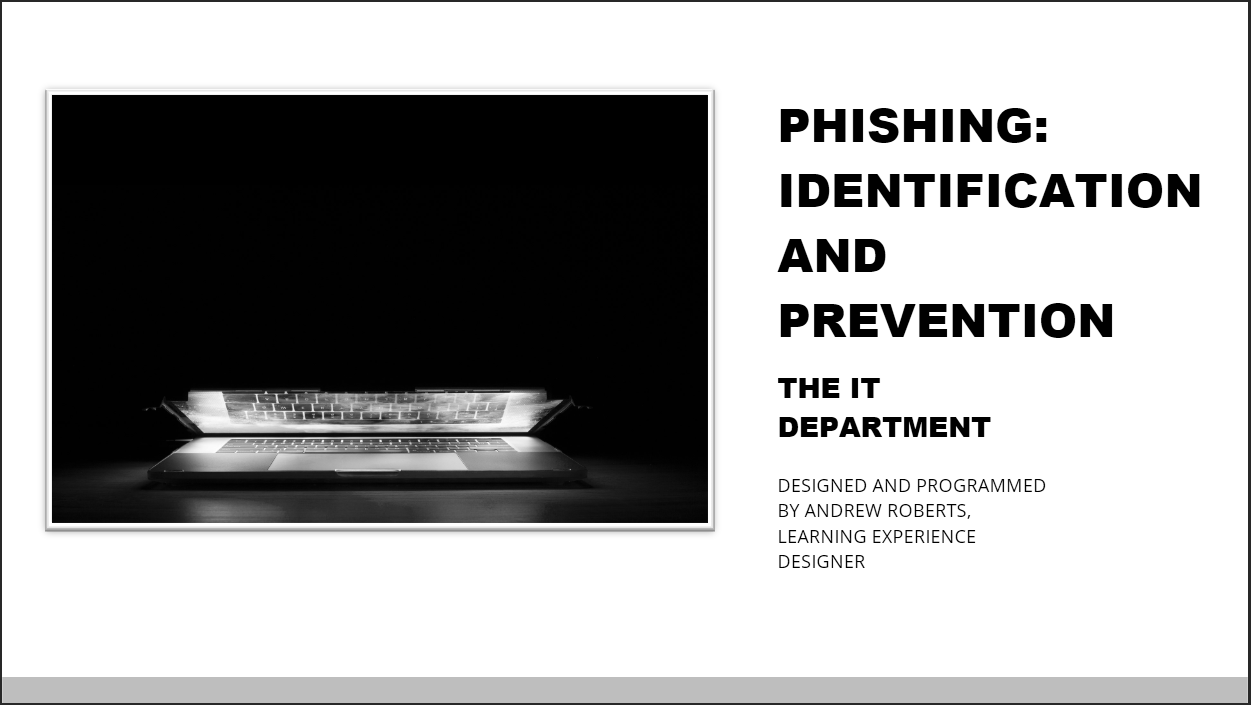 PHISHING:
IDENTIFICATION
AND
PREVENTION
THE IT
DEPARTMENT
DESIGNED AND PROGRAMMED
BY ANDREW ROBERTS,
LEARNING EXPERIENCE
DESIGNER